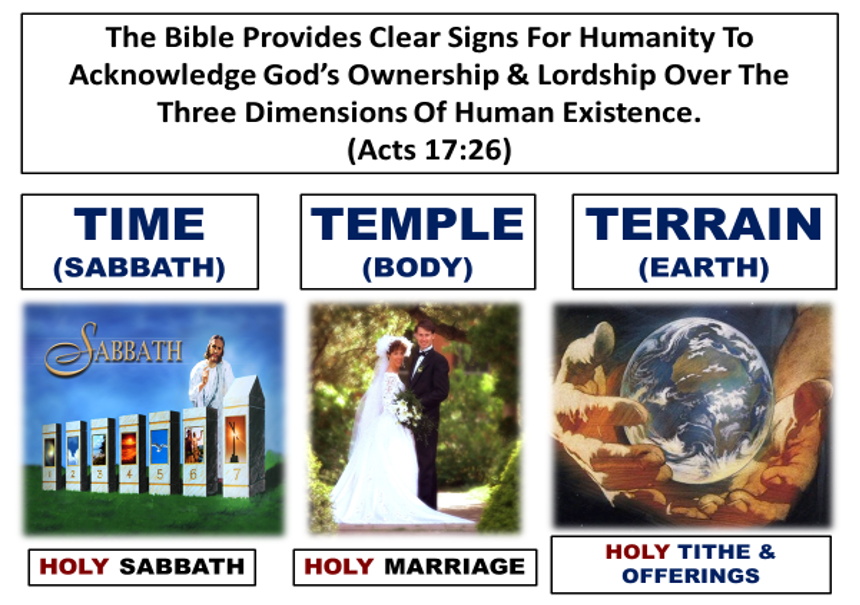 The Bible Provides Clear Signs For Humanity To
Acknowledge God’s Ownership & Lordship Over The
Three Dimensions Of Human Existence.
(Acts 17:26)
TIME
(SABBATH)
TEMPLE
(BODY)
TERRAIN
(EARTH)
SABBATH
1 2 3 4 5 6 7
HOLY SABBATH
HOLY MARRIAGE
HOLY TITHE &
OFFERINGS